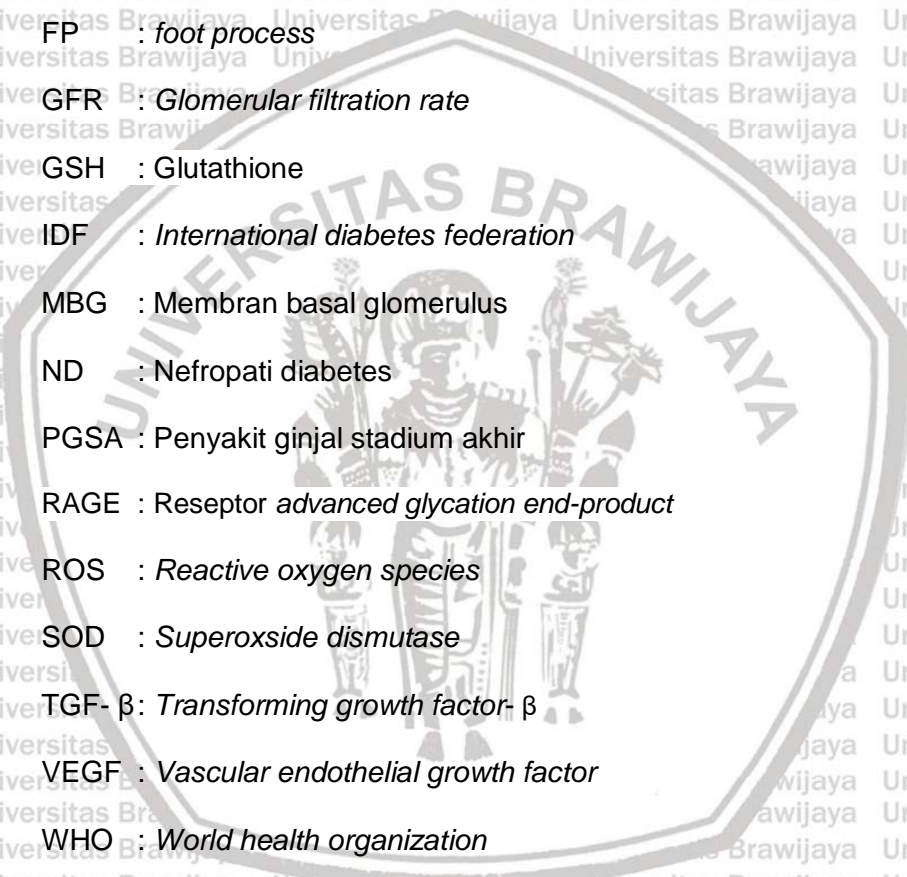 FP : foot process
GFR : Glomerular filtration rate
GSH : Glutathione
IDF : International diabetes federation
MBG : Membran basal glomerulus
ND : Nefropati diabetes
PGSA : Penyakit ginjal stadium akhir
RAGE : Reseptor advanced glycation end-product
ROS : Reactive oxygen species
SOD : Superoxside dismutase
TGF- β : Transforming growth factor- β
VEGF : Vascular endothelial growth factor
WHO : World health organization
UNIVERSITAS BRAWIJAYA